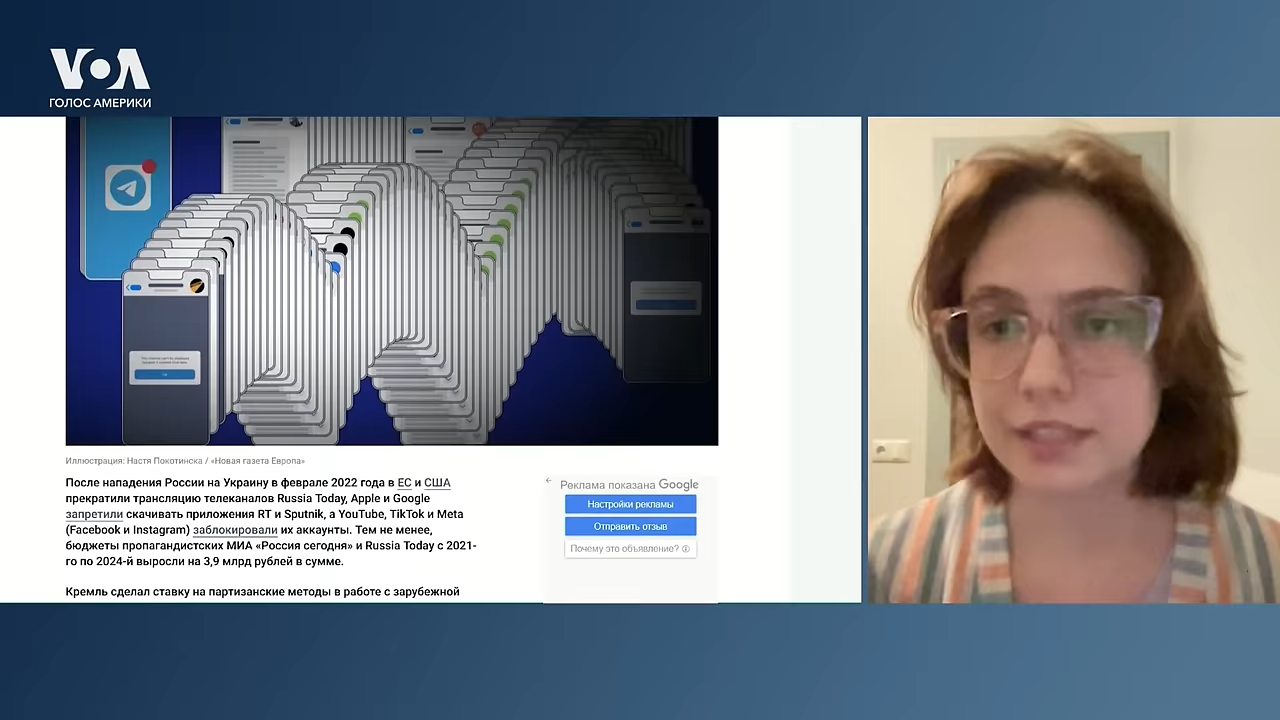 VOA
ГОЛОС АМЕРИКИ
Иллюстрация: Настя Покотинска / «Новая газета Европа»
После нападения России на Украину в феврале 2022 года в ЕС и США
прекратили трансляцию телеканалов Russia Today, Apple и Google
запретили скачивать приложения RT и Sputnik, а YouTube, TikTok и Meta
(Facebook и Instagram) заблокировали их аккаунты. Тем не менее,
бюджеты пропагандистских МИА «Россия сегодня» и Russia Today с 2021-
го по 2024-й выросли на 3,9 млрд рублей в сумме.
Кремль сделал ставку на партизанские методы в работе с зарубежной
Реклама показана Google
Настройки рекламы
Отправить отзыв
Почему это объявление?